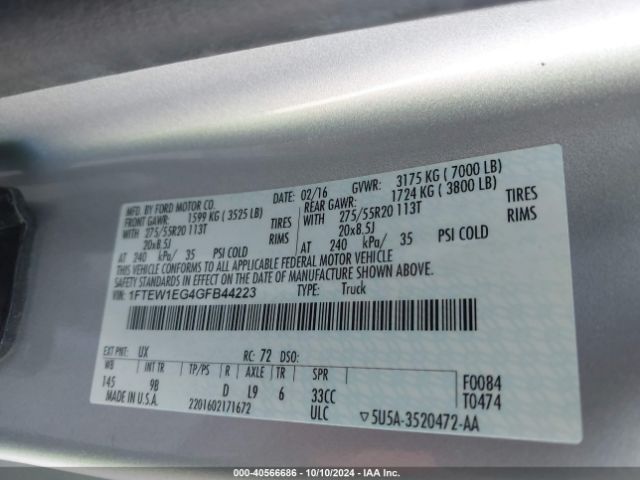 MFD. BY FORD MOTOR CO.
DATE: 02/16 GVWR: 3175 KG ( 7000 LB)
FRONT GAWR: 1599 KG ( 3525 LB) REAR GAWR: 1724 KG ( 3800 LB)
WITH 275/55R20 113T TIRES WITH 275/55R20 113T TIRES
20x8.5J RIMS 20x8.5J RIMS
AT 240 kPa/ 35 PSI COLD AT 240 kPa/ 35 PSI COLD
THIS VEHICLE CONFORMS TO ALL APPLICABLE FEDERAL MOTOR VEHICLE
SAFETY STANDARDS IN EFFECT ON THE DATE OF MANUFACTURE SHOWN ABOVE.
VIN: 1FTEW1EG4GFB44223 TYPE: Truck
EXT PNT: UX RC: 72 DSO:
WB INT TR TP/PS R AXLE TR SPR F0084
145 9B D L9 6 33CC T0474
MADE IN U.S.A. 2201602171672 ULC ▽5U5A-3520472-AA
000-40566686 · 10/10/2024 · IAA Inc.